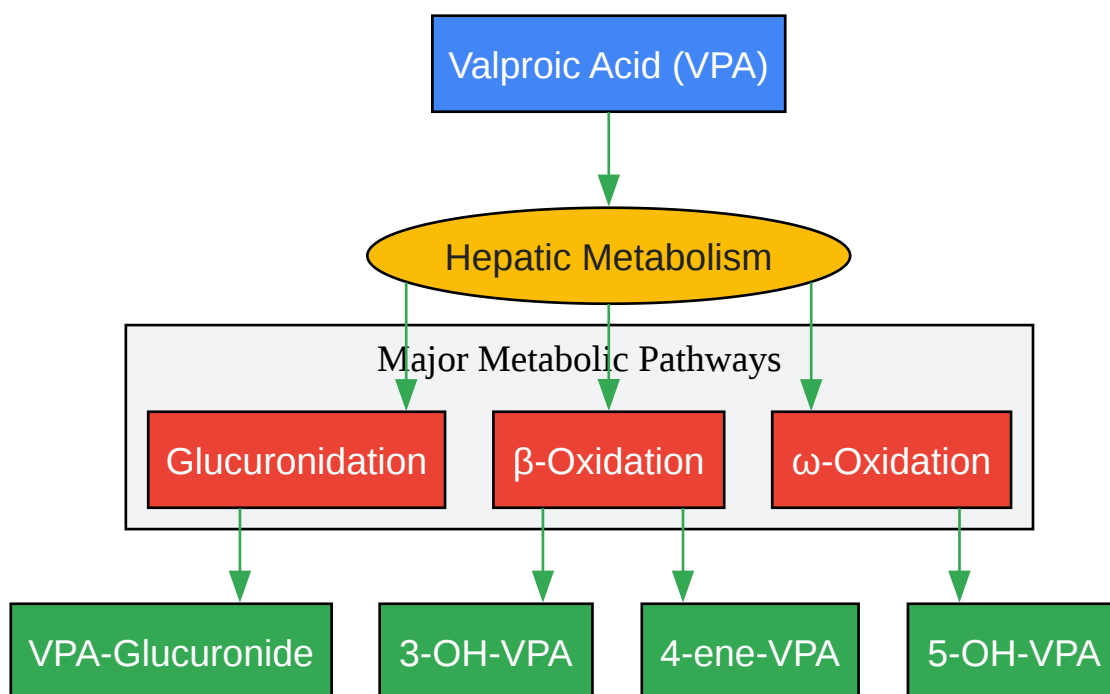 Valproic Acid (VPA)
Hepatic Metabolism
Major Metabolic Pathways
Glucuronidation
β-Oxidation
ω-Oxidation
VPA-Glucuronide
3-OH-VPA
4-ene-VPA
5-OH-VPA